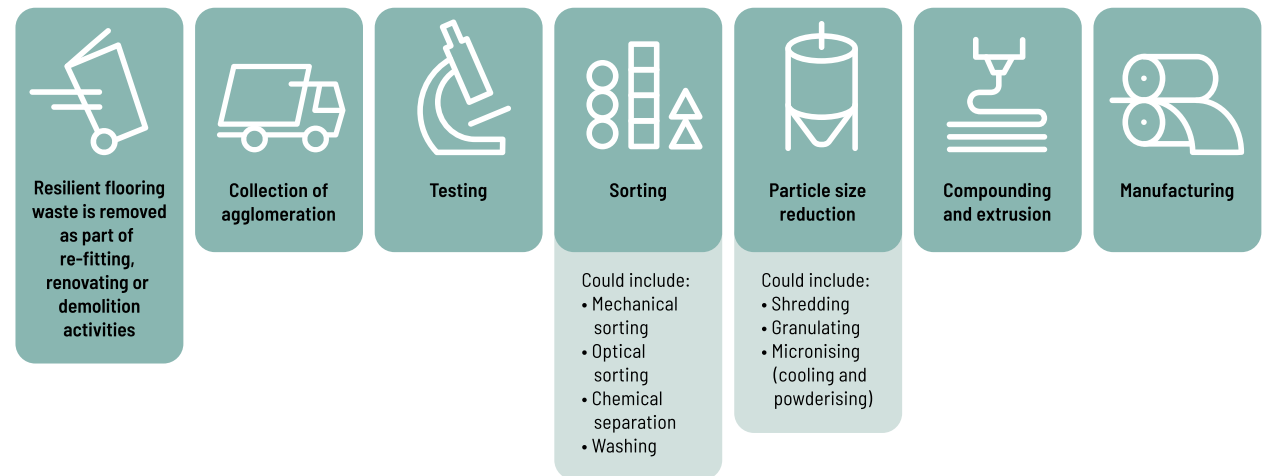 Resilient flooring
waste is removed
as part of
re-fitting,
renovating or
demolition
activities
Collection of
agglomeration
Testing
Sorting
Could include:
• Mechanical
sorting
• Optical
sorting
• Chemical
separation
• Washing
Particle size
reduction
Could include:
• Shredding
• Granulating
• Micronising
(cooling and
powderising)
Compounding
and extrusion
Manufacturing